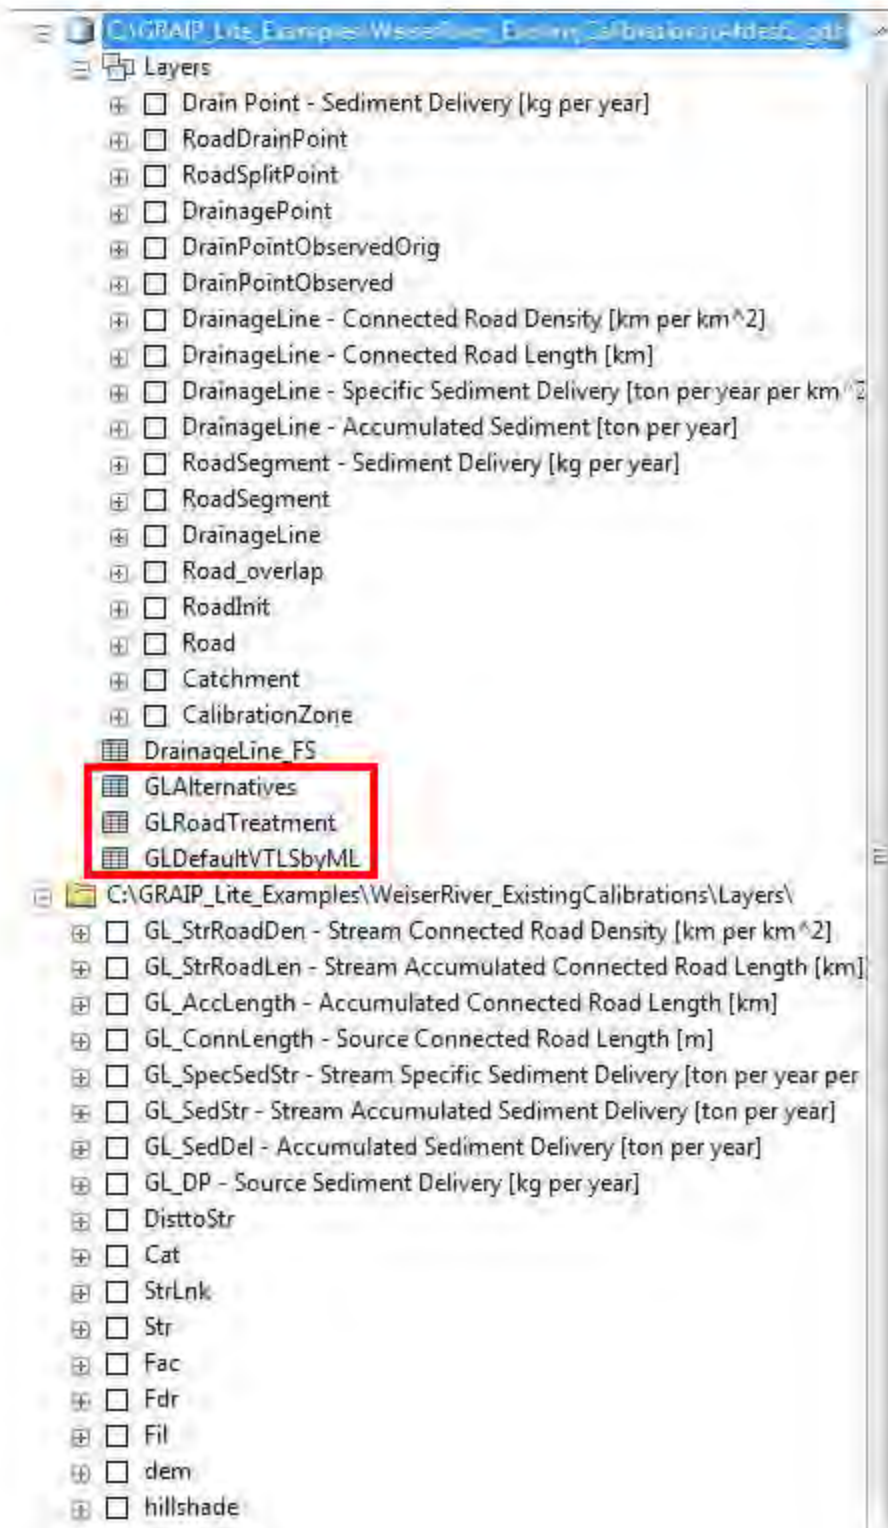 C:\GRAIP_Lite_Examples\WeiserRiver_ExistingCalibrations\
Layers
Drain Point - Sediment Delivery [kg per year]
RoadDrainPoint
RoadSplitPoint
DrainagePoint
DrainPointObservedOrig
DrainPointObserved
DrainageLine - Connected Road Density [km per km^2]
DrainageLine - Connected Road Length [km]
DrainageLine - Specific Sediment Delivery [ton per year per km^2
DrainageLine - Accumulated Sediment [ton per year]
RoadSegment - Sediment Delivery [kg per year]
RoadSegment
DrainageLine
Road_overlap
RoadInit
Road
Catchment
CalibrationZone
DrainageLine_FS
GLAlternatives
GLRoadTreatment
GLDefaultVTLSbyML
C:\GRAIP_Lite_Examples\WeiserRiver_ExistingCalibrations\Layers\
GL_StrRoadDen - Stream Connected Road Density [km per km^2]
GL_StrRoadLen - Stream Accumulated Connected Road Length [km]
GL_AccLength - Accumulated Connected Road Length [km]
GL_ConnLength - Source Connected Road Length [m]
GL_SpecSedStr - Stream Specific Sediment Delivery [ton per year per
GL_SedStr - Stream Accumulated Sediment Delivery [ton per year]
GL_SedDel - Accumulated Sediment Delivery [ton per year]
GL_DP - Source Sediment Delivery [kg per year]
DisttoStr
Cat
StrLnk
Str
Fac
Fdr
Fil
dem
hillshade